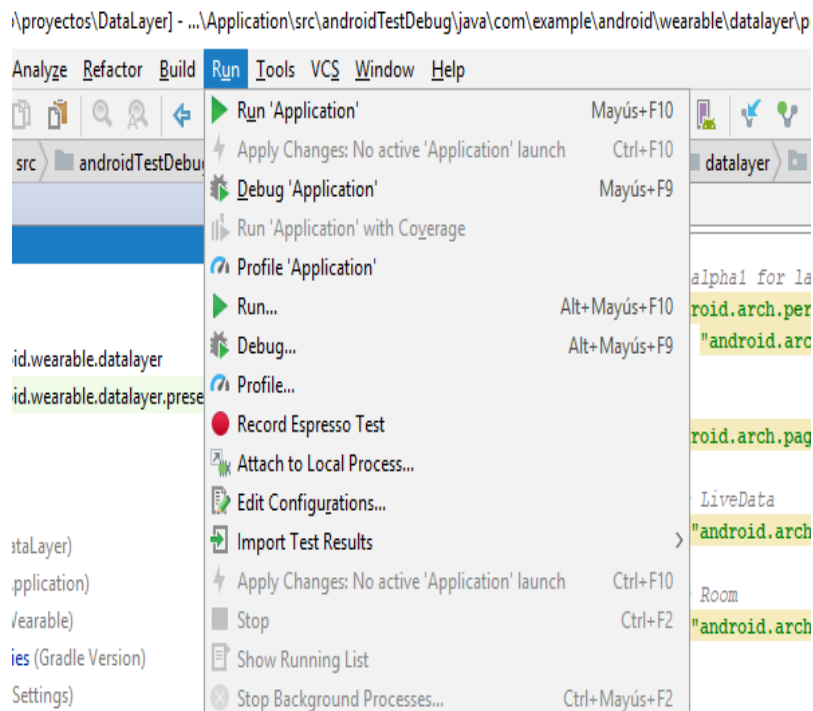 \proyectos\DataLayer] - ...\Application\src\androidTestDebug\java\com\example\android\wearable\datalayer\p
Analyze Refactor Build Run Tools VCS Window Help
src androidTestDebu datalayer
Run 'Application' Mayús+F10
Apply Changes: No active 'Application' launch Ctrl+F10
Debug 'Application' Mayús+F9
Run 'Application' with Coverage
Profile 'Application'
Run... Alt+Mayús+F10
Debug... Alt+Mayús+F9
Profile...
Record Espresso Test
Attach to Local Process...
Edit Configurations...
Import Test Results
Apply Changes: No active 'Application' launch Ctrl+F10
Stop Ctrl+F2
Show Running List
Stop Background Processes... Ctrl+Mayús+F2
id.wearable.datalayer
id.wearable.datalayer.prese
ataLayer)
pplication)
Wearable)
ies (Gradle Version)
Settings)
alpha1 for la
roid.arch.per
"android.arc
roid.arch.pag
LiveData
"android.arch
Room
"android.arch